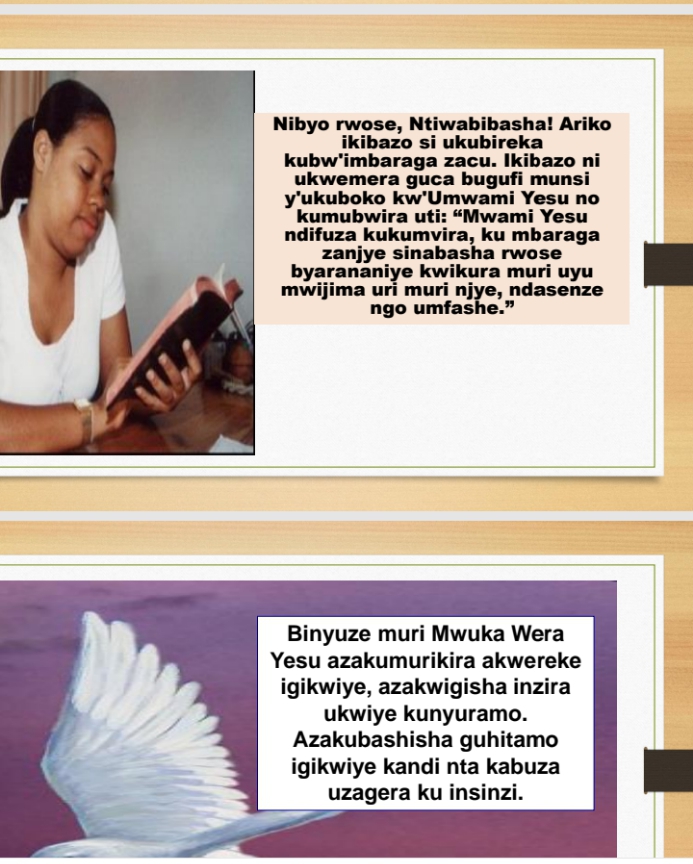 Nibyo rwose, Ntiwabibasha! Ariko
ikibazo si ukubireka
kubw'imbaraga zacu. Ikibazo ni
ukwemera guca bugufi munsi
y'ukuboko kw'Umwami Yesu no
kumubwira uti: “Mwami Yesu
ndifuza kukumvira, ku mbaraga
zanjye sinabasha rwose
byarananiye kwikura muri uyu
mwijima uri muri njye, ndasenze
ngo umfashe.”
Binyuze muri Mwuka Wera
Yesu azakumurikira akwereke
igikwiye, azakwigisha inzira
ukwiye kunyuramo.
Azakubashisha guhitamo
igikwiye kandi nta kabuza
uzagera ku insinzi.